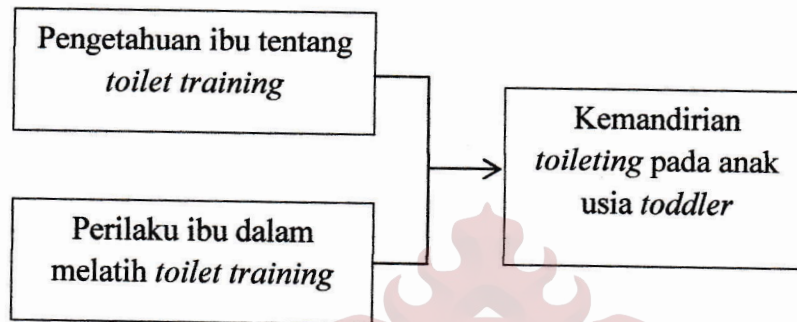 Pengetahuan ibu tentang
toilet training
Perilaku ibu dalam
melatih toilet training
Kemandirian
toileting pada anak
usia toddler